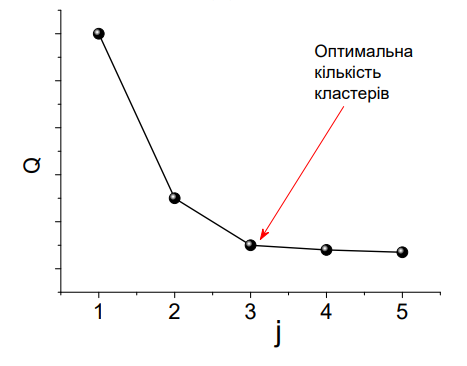 Оптимальна
кількість
кластерів
Q
1 2 3 4 5
j